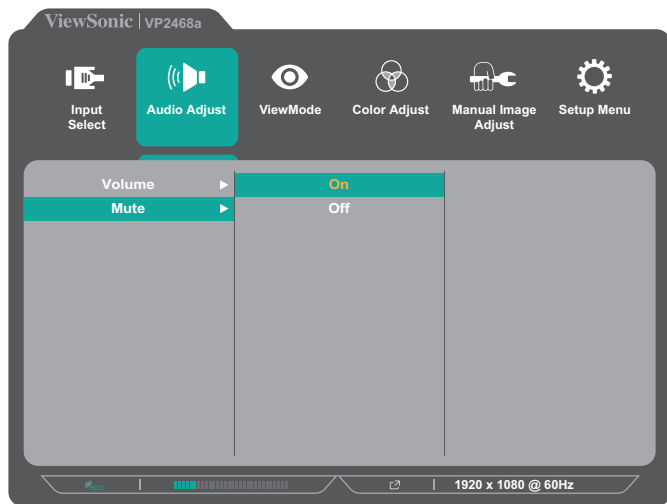 ViewSonic | VP2468a
Input Select
Audio Adjust
ViewMode
Color Adjust
Manual Image Adjust
Setup Menu
Volume
On
Mute
Off
1920 x 1080 @ 60Hz